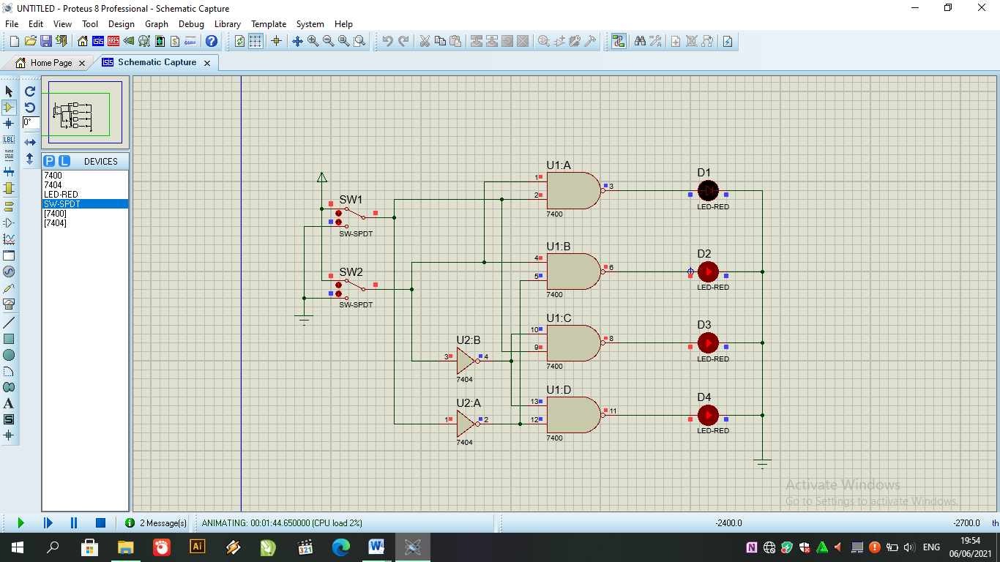 UNTITLED - Proteus 8 Professional - Schematic Capture
File Edit View Tool Design Graph Debug Library Template System Help
Home Page
Schematic Capture
LBL
0°
P L DEVICES
7400
7404
LED-RED
SW-SPDT
[7400]
[7404]
A
S
SW1
SW-SPDT
SW2
SW-SPDT
U1:A
1
2
3
7400
U1:B
4
5
6
7400
U1:C
10
9
8
7400
U1:D
13
12
11
7400
U2:B
3
4
7404
U2:A
1
2
7404
D1
LED-RED
D2
LED-RED
D3
LED-RED
D4
LED-RED
Activate Windows
Go to Settings to activate Windows.
2 Message(s)
ANIMATING: 00:01:44.650000 (CPU load 2%)
-2400.0
-2700.0
th
Ai
321
W
N
ENG
19:54
06/06/2021